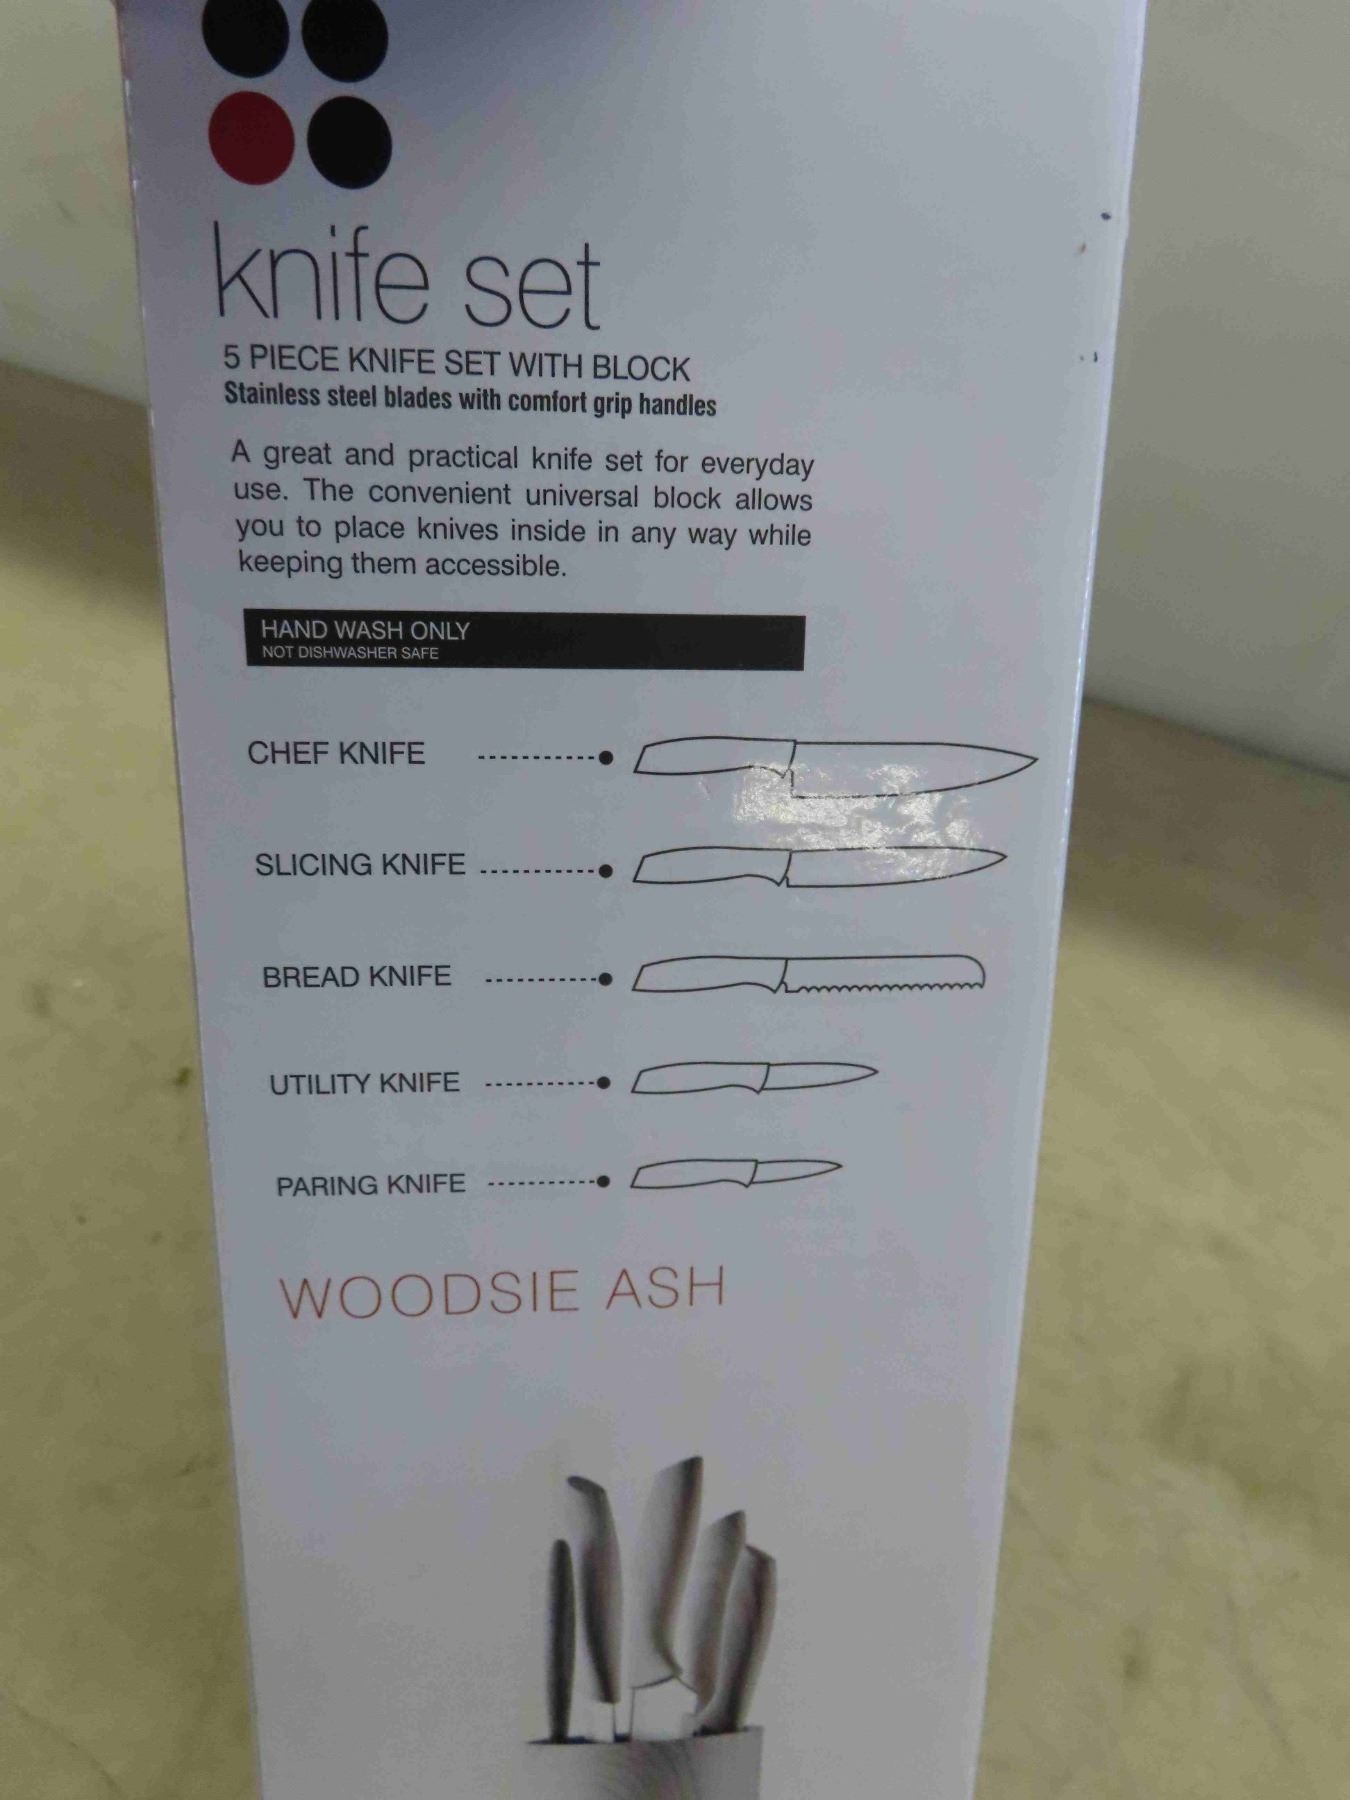 knife set
5 PIECE KNIFE SET WITH BLOCK
Stainless steel blades with comfort grip handles
A great and practical knife set for everyday
use. The convenient universal block allows
you to place knives inside in any way while
keeping them accessible.
HAND WASH ONLY
NOT DISHWASHER SAFE
CHEF KNIFE
SLICING KNIFE
BREAD KNIFE
UTILITY KNIFE
PARING KNIFE
WOODSIE ASH